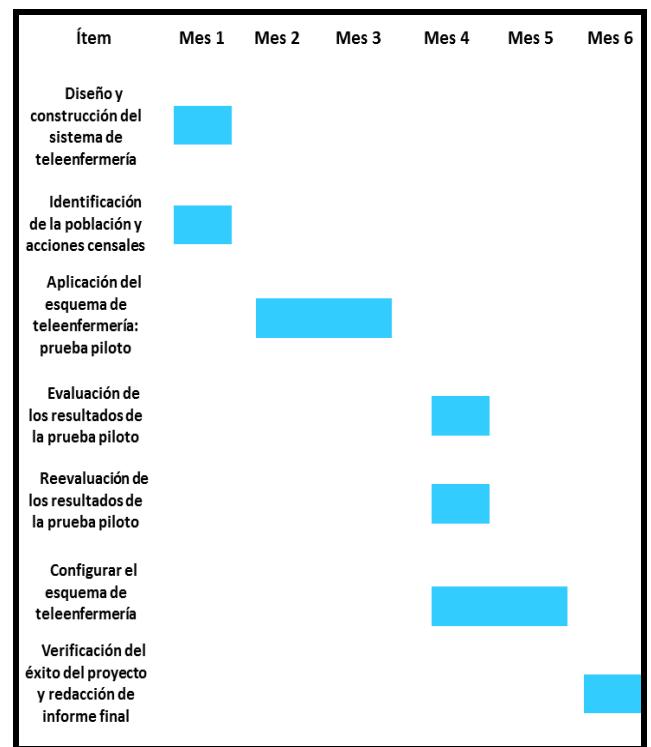 Ítem Mes 1 Mes 2 Mes 3 Mes 4 Mes 5 Mes 6
Diseño y
construcción del
sistema de
teleenfermería
Identificación
de la población y
acciones censales
Aplicación del
esquema de
teleenfermería:
prueba piloto
Evaluación de
los resultados de
la prueba piloto
Reevaluación de
los resultados de
la prueba piloto
Configurar el
esquema de
teleenfermería
Verificación del
éxito del proyecto
y redacción de
informe final